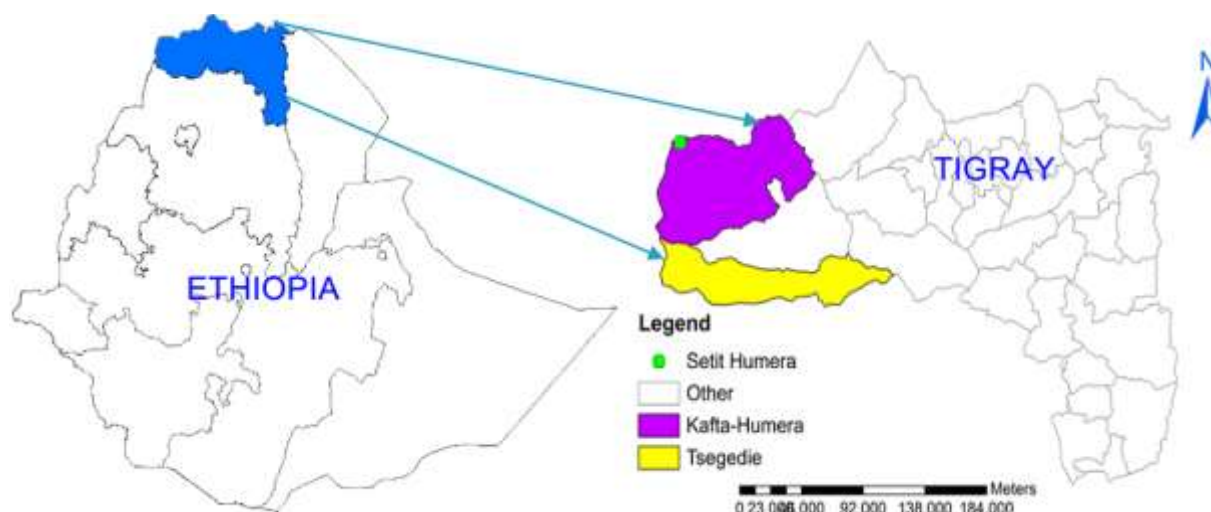 N
TIGRAY
ETHIOPIA
Legend
Setit Humera
Other
Kafta-Humera
Tsegedie
Meters
92,000 138,000 184,000